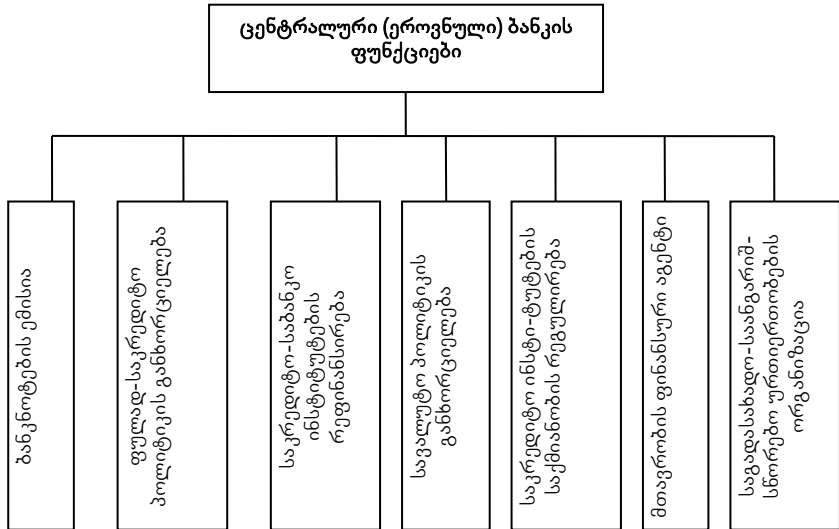 ცენტრალური (ეროვნული) ბანკის
ფუნქციები
ბანკნოტების ემისია
ფულად-საკრედიტო
პოლიტიკის განხორციელება
საკრედიტო-საბანკო
ინსტიტუტების
რეფინანსირება
სავალუტო პოლიტიკის
განხორციელება
საკრედიტო ინსტი-ტუტების
საქმიანობის რეგულირება
მთავრობის ფინანსური აგენტი
საგადასახადო-საანგარიშ-
სწორებო ურთიერთობების
ორგანიზაცია